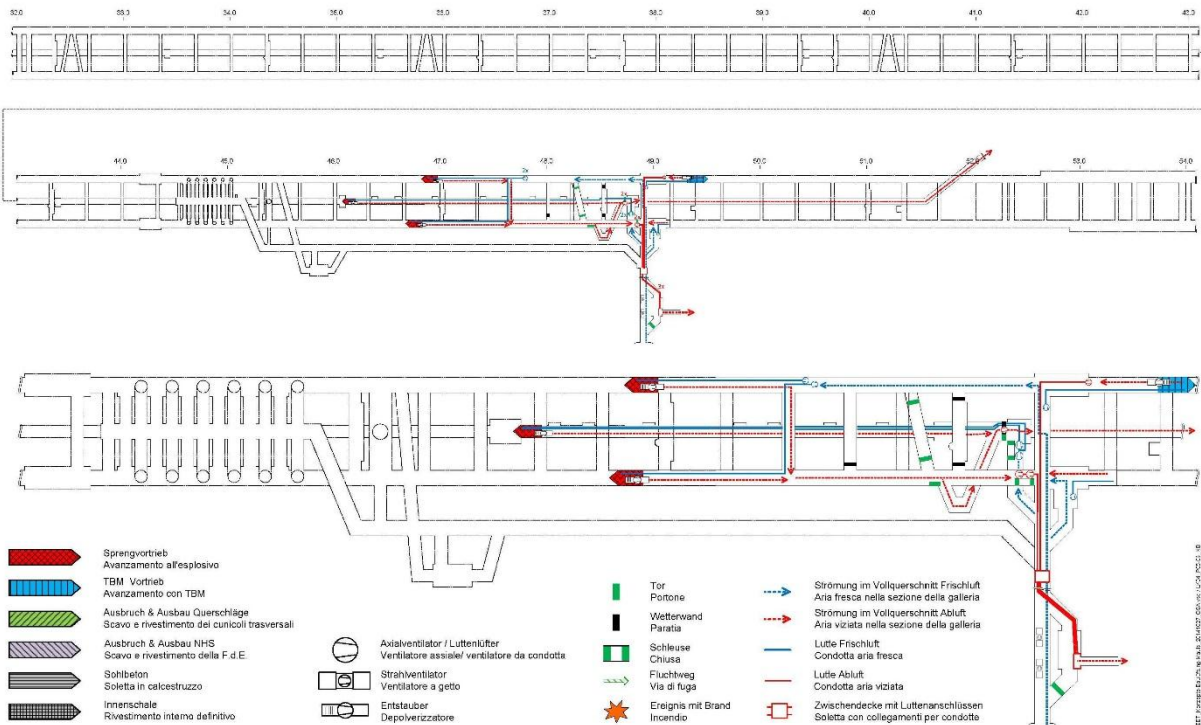 32.0 33.0 34.0 35.0 36.0 37.0 38.0 39.0 40.0 41.0 42.0 43.0
44.0 45.0 46.0 47.0 48.0 49.0 50.0 51.0 52.0 53.0 54.0
2x
2x
3x
Sprengvortrieb
Avanzamento all'esplosivo
TBM Vortrieb
Avanzamento con TBM
Ausbruch & Ausbau Querschläge
Scavo e rivestimento dei cunicoli trasversali
Ausbruch & Ausbau NHS
Scavo e rivestimento della F.d.E.
Sohlbeton
Soletta in calcestruzzo
Innenschale
Rivestimento interno definitivo
Axialventilator / Luttenlüfter
Ventilatore assiale/ ventilatore da condotta
Strahlventilator
Ventilatore a getto
Entstauber
Depolverizzatore
Tor
Portone
Wetterwand
Paratia
Schleuse
Chiusa
Fluchtweg
Via di fuga
Ereignis mit Brand
Incendio
Strömung im Vollquerschnitt Frischluft
Aria fresca nella sezione della galleria
Strömung im Vollquerschnitt Abluft
Aria viziata nella sezione della galleria
Lutte Frischluft
Condotta aria fresca
Lutte Abluft
Condotta aria viziata
Zwischendecke mit Luttenanschlüssen
Soletta con collegamenti per condotte